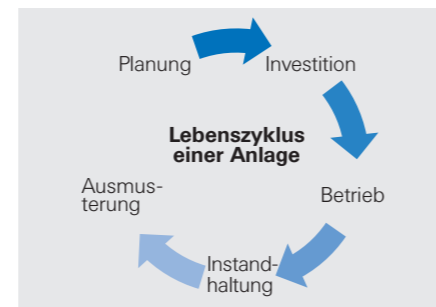 Planung
Investition
Lebenszyklus
einer Anlage
Ausmus-
terung
Betrieb
Instand-
haltung